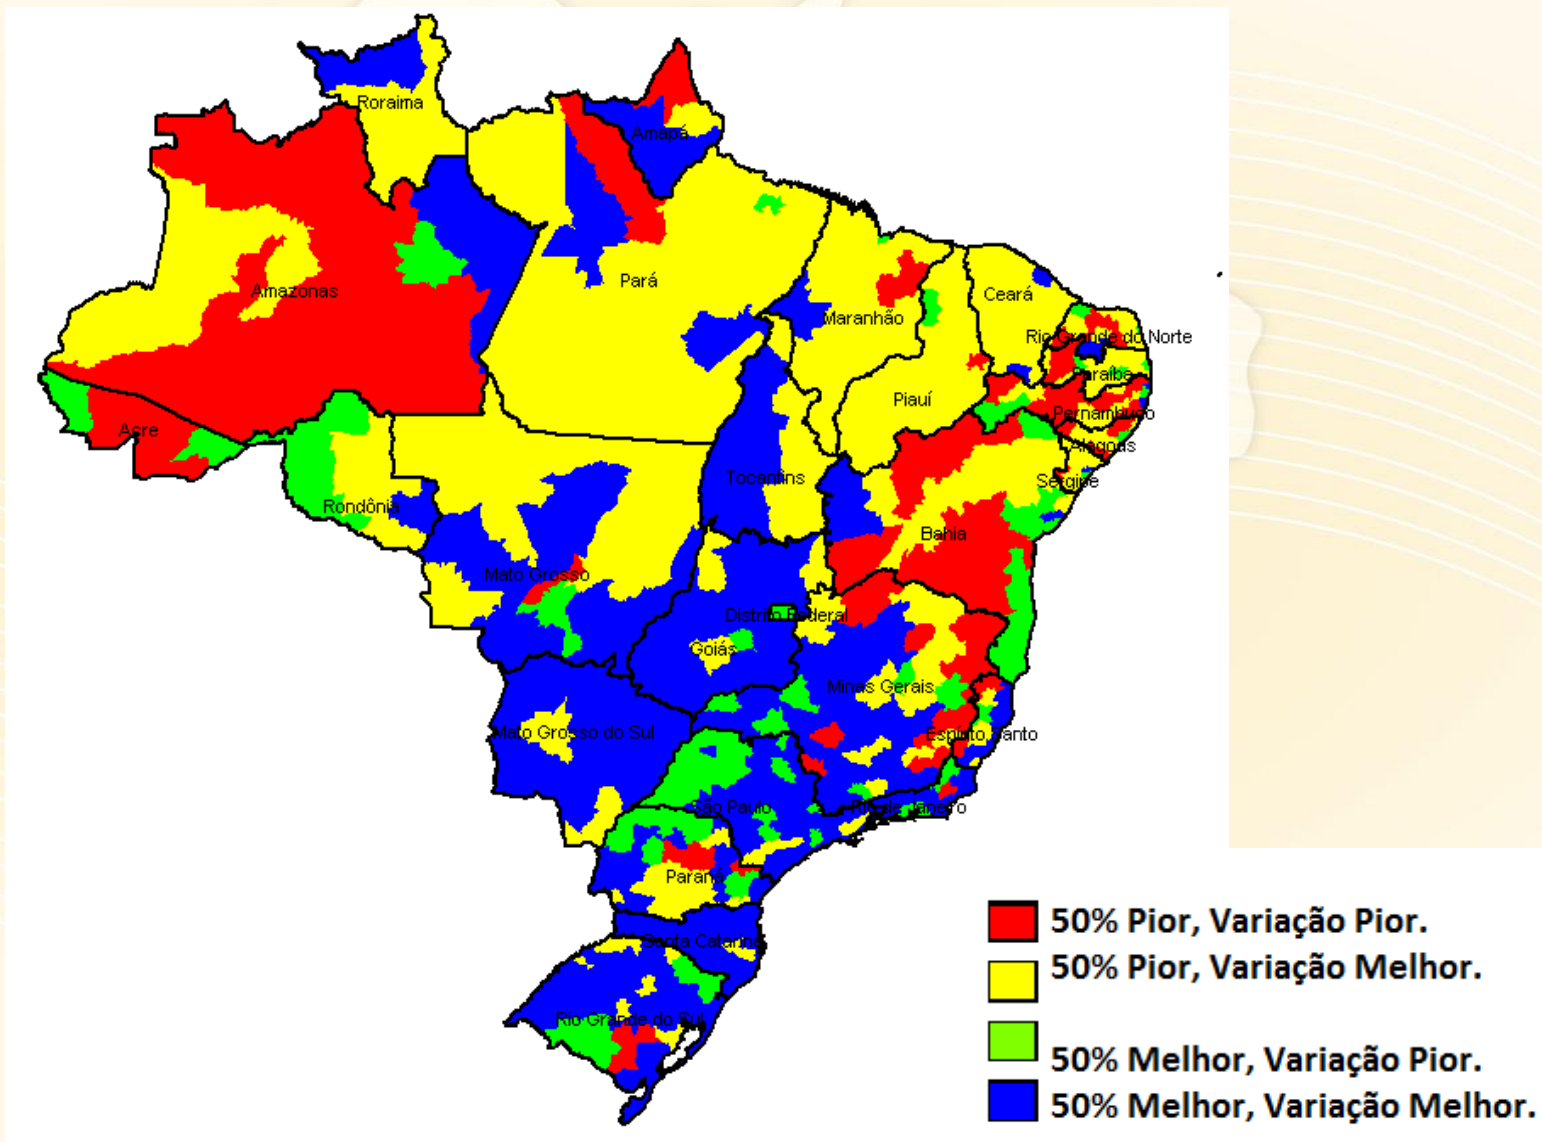 Roraima
Amapá
Amazonas
Pará
Maranhão
Ceará
Rio Grande do Norte
Paraíba
Piauí
Pernambuco
Acre
Alagoas
Tocantins
Sergipe
Rondônia
Bahia
Mato Grosso
Distrito Federal
Goiás
Minas Gerais
Mato Grosso do Sul
Espírito Santo
São Paulo
Rio de Janeiro
Paraná
Santa Catarina
Rio Grande do Sul
50% Pior, Variação Pior.
50% Pior, Variação Melhor.
50% Melhor, Variação Pior.
50% Melhor, Variação Melhor.